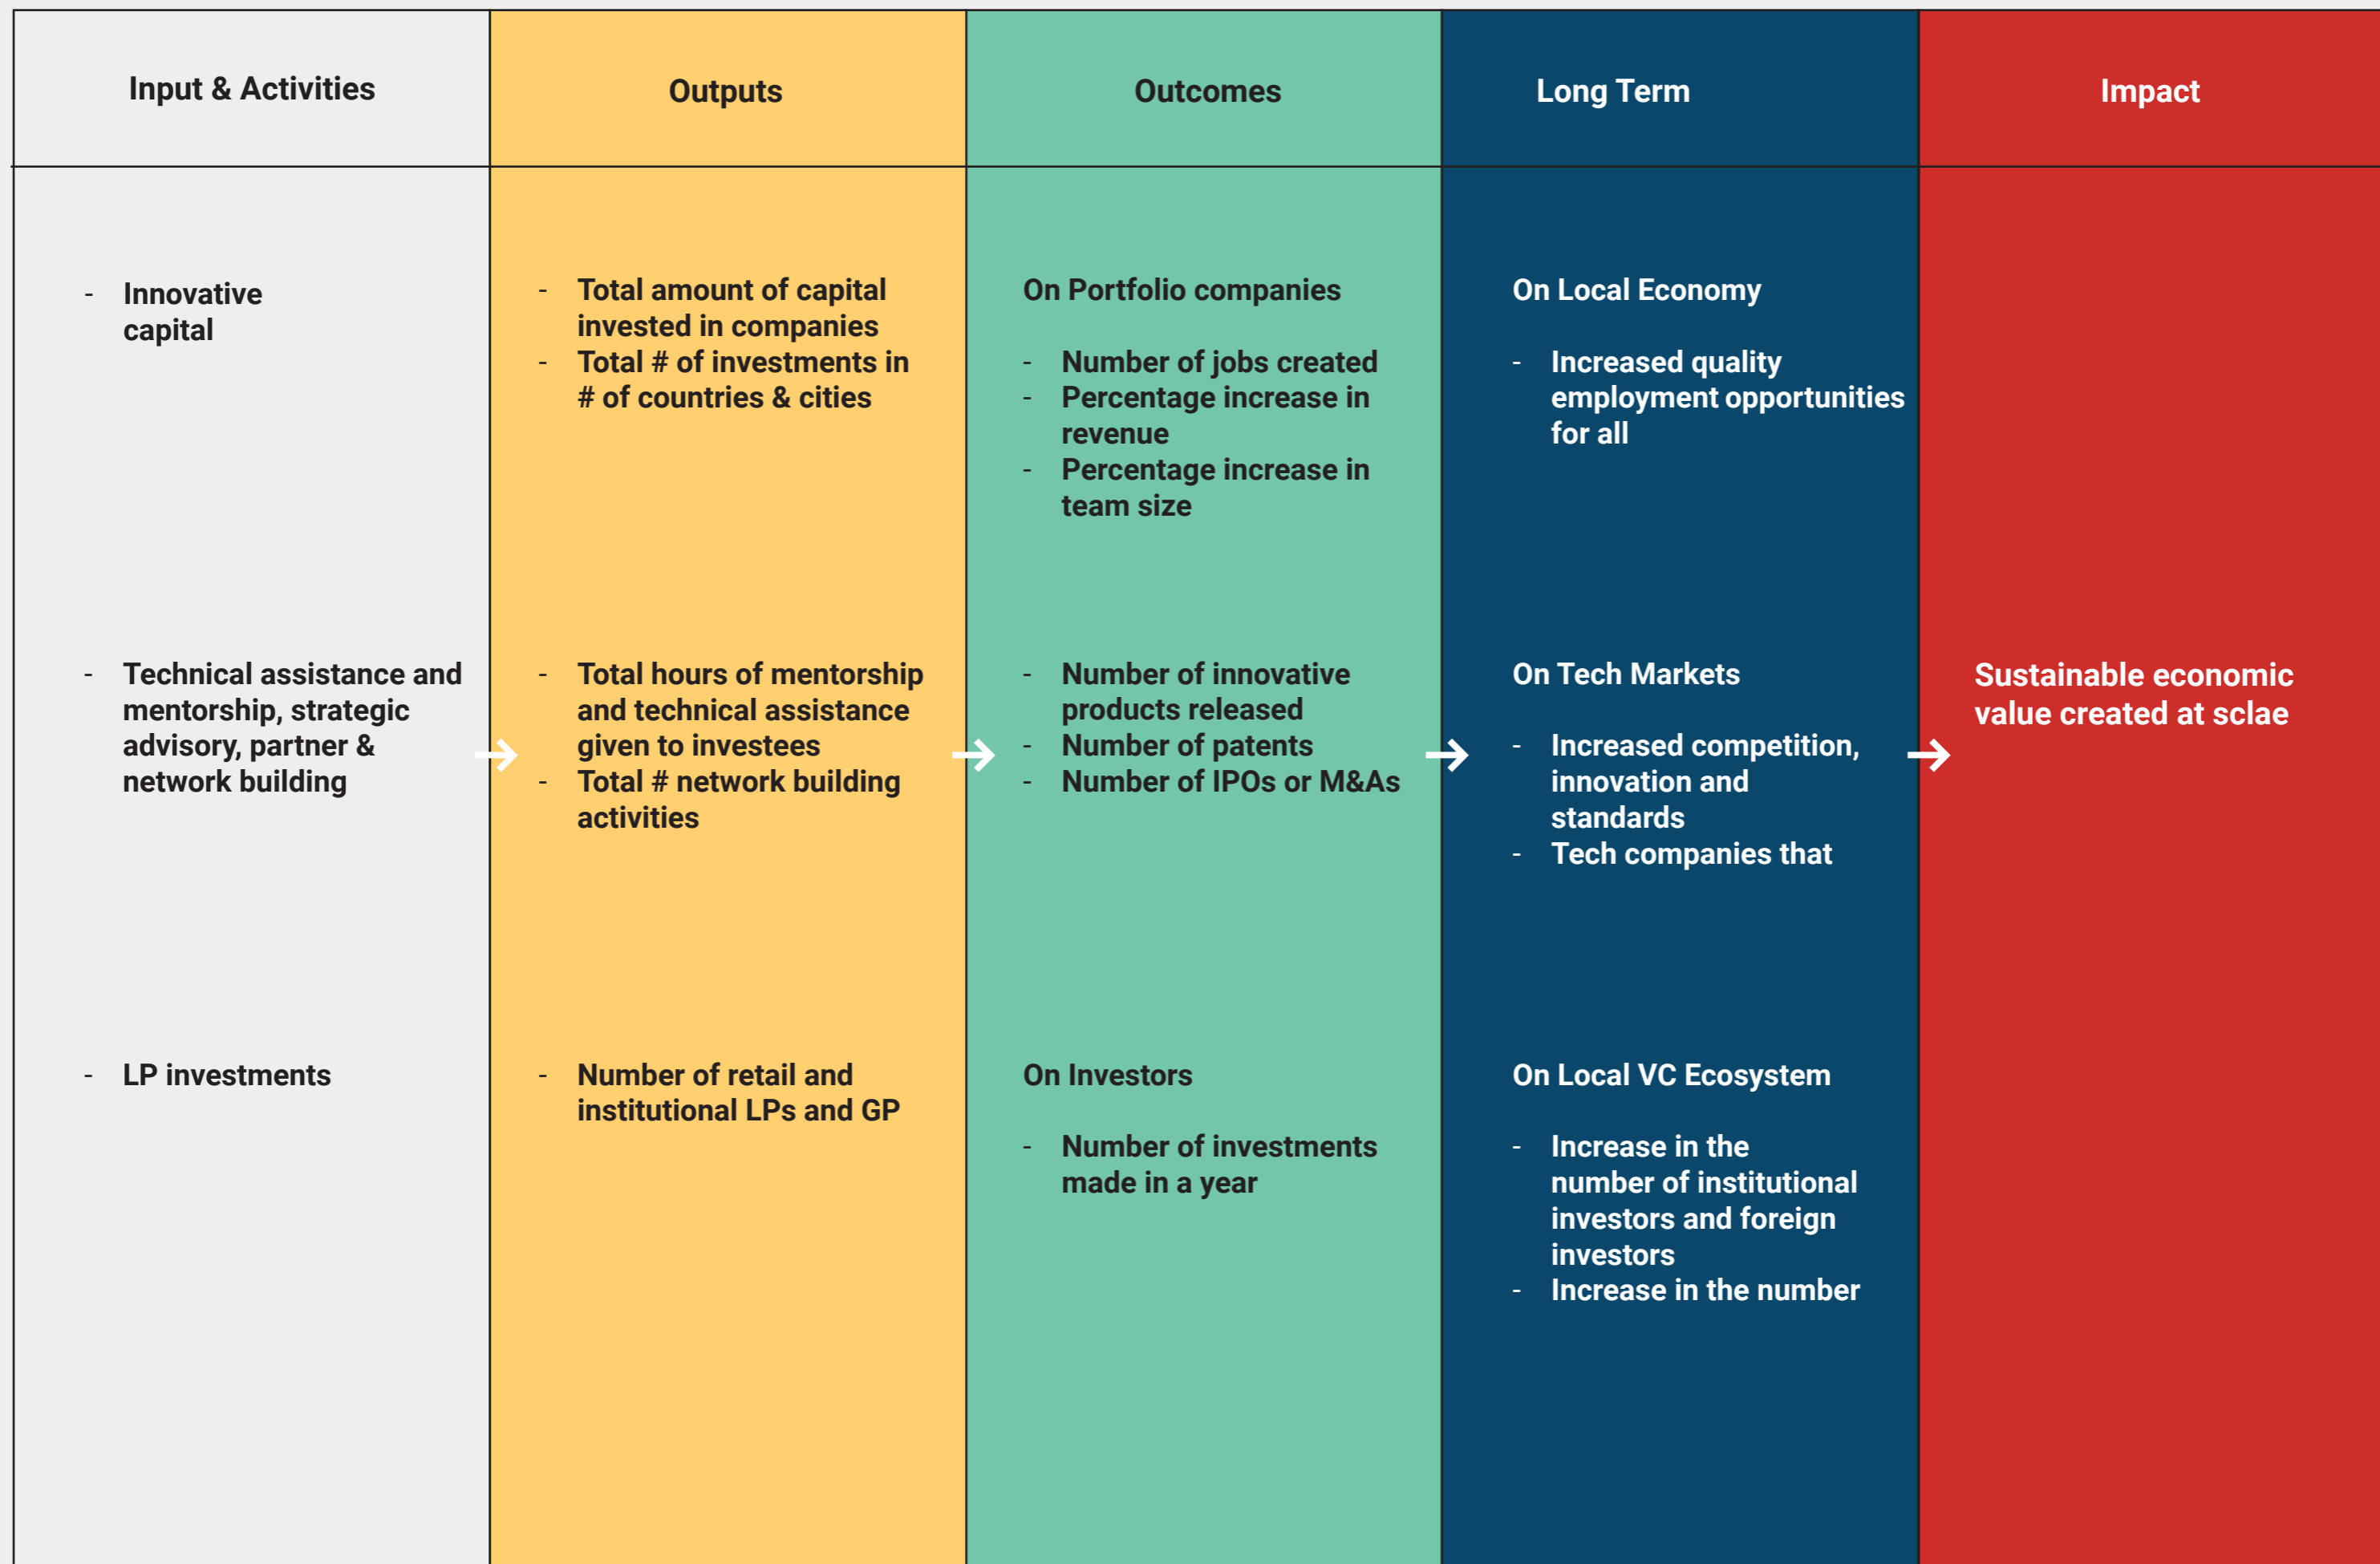 Input & Activities
Outputs
Outcomes
Long Term
Impact
- Innovative
capital
- Total amount of capital
invested in companies
- Total # of investments in
# of countries & cities
On Portfolio companies
- Number of jobs created
- Percentage increase in
revenue
- Percentage increase in
team size
On Local Economy
- Increased quality
employment opportunities
for all
- Technical assistance and
mentorship, strategic
advisory, partner &
network building
- Total hours of mentorship
and technical assistance
given to investees
- Total # network building
activities
- Number of innovative
products released
- Number of patents
- Number of IPOs or M&As
On Tech Markets
- Increased competition,
innovation and
standards
- Tech companies that
Sustainable economic
value created at sclae
- LP investments
- Number of retail and
institutional LPs and GP
On Investors
- Number of investments
made in a year
On Local VC Ecosystem
- Increase in the
number of institutional
investors and foreign
investors
- Increase in the number